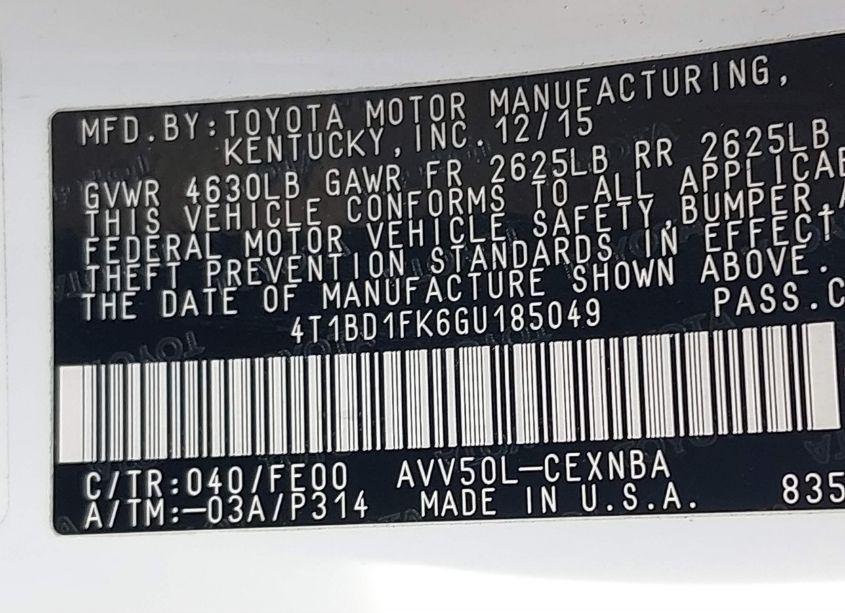 MFD.BY:TOYOTA MOTOR MANUFACTURING,
KENTUCKY,INC. 12/15
GVWR 4630LB GAWR FR 2625LB RR 2625LB
THIS VEHICLE CONFORMS TO ALL APPLICAB
FEDERAL MOTOR VEHICLE SAFETY,BUMPER,A
THEFT PREVENTION STANDARDS IN EFFECT
THE DATE OF MANUFACTURE SHOWN ABOVE.
4T1BD1FK6GU185049 PASS.C
C/TR:040/FE00 AVV50L-CEXNBA
A/TM:-03A/P314 MADE IN U.S.A. 835